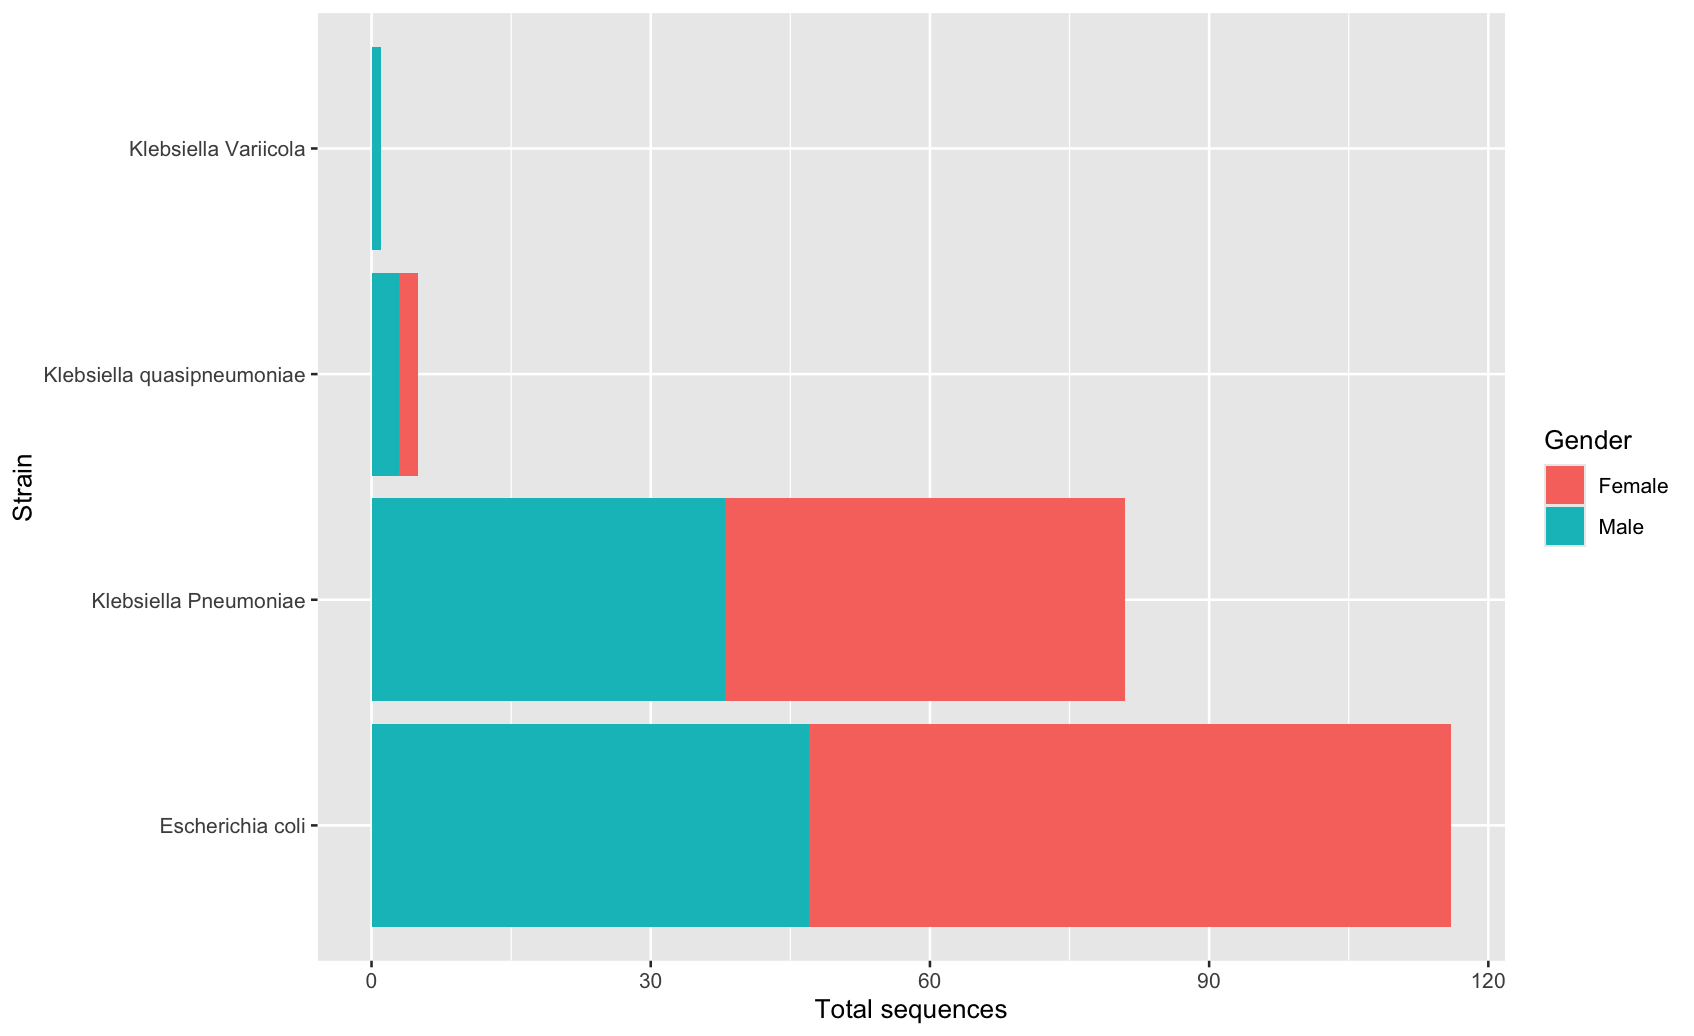 Klebsiella Variicola
Klebsiella quasipneumoniae
Klebsiella Pneumoniae
Escherichia coli
Strain
0 30 60 90 120
Total sequences
Gender
Female
Male